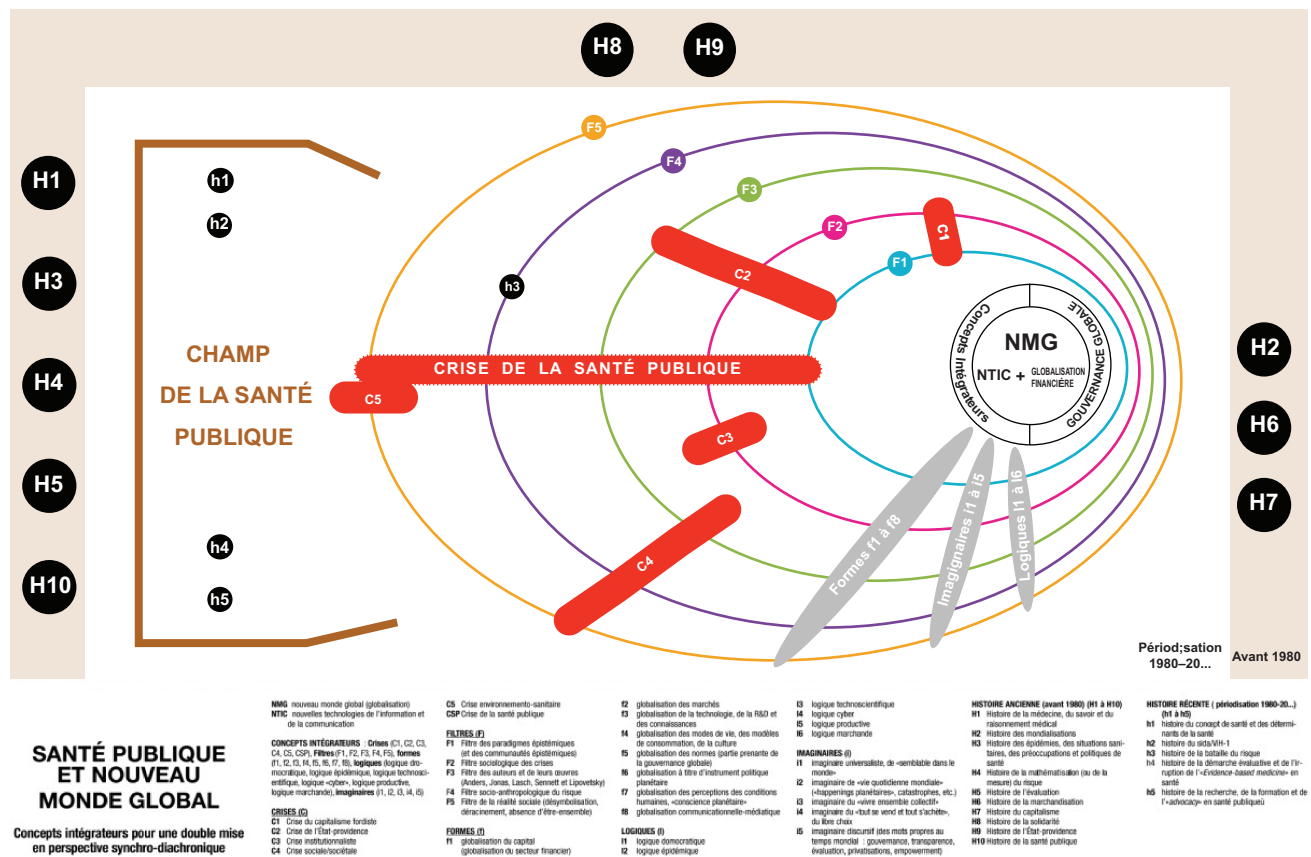 H8
H9
F5
F4
H1
h1
F3
h2
F2
C1
F1
H3
C2
h3
Concepts Intégrateurs
GOUVERNANCE GLOBALE
NMG
NTIC +
GLOBALISATION
FINANCIÈRE
CHAMP
DE LA SANTÉ
PUBLIQUE
CRISE DE LA SANTÉ PUBLIQUE
C5
H2
H4
C3
H6
H5
H7
Formes f1 à f8
Imagignaires i1 à i5
Logiques l1 à l6
h4
C4
H10
h5
Périod;sation
1980–20...
Avant 1980
SANTÉ PUBLIQUE
ET NOUVEAU
MONDE GLOBAL
Concepts intégrateurs pour une double mise
en perspective synchro-diachronique
NMG nouveau monde global (globalisation)
NTIC nouvelles technologies de l'information et
de la communication
CONCEPTS INTÉGRATEURS : Crises (C1, C2, C3,
C4, C5, CSP), Filtres (F1, F2, F3, F4, F5), formes
(f1, f2, f3, f4, f5, f6, f7, f8), logiques (logique dro-
mocratique, logique épidémique, logique technosci-
entifique, logique «cyber», logique productive,
logique marchande), imaginaires (i1, i2, i3, i4, i5)
CRISES (C)
C1 Crise du capitalisme fordiste
C2 Crise de l'État-providence
C3 Crise institutionnaliste
C4 Crise sociale/sociétale
C5 Crise environnemento-sanitaire
CSP Crise de la santé publique
FILTRES (F)
F1 Filtre des paradigmes épistémiques
(et des communautés épistémiques)
F2 Filtre sociologique des crises
F3 Filtre des auteurs et de leurs œuvres
(Anders, Jonas, Lasch, Sennett et Lipovetsky)
F4 Filtre socio-anthropologique du risque
F5 Filtre de la réalité sociale (désymbolisation,
déracinement, absence d'être-ensemble)
FORMES (f)
f1 globalisation du capital
(globalisation du secteur financier)
f2 globalisation des marchés
f3 globalisation de la technologie, de la R&D et
des connaissances
f4 globalisation des modes de vie, des modèles
de consommation, de la culture
f5 globalisation des normes (partie prenante de
la gouvernance globale)
f6 globalisation à titre d'instrument politique
planétaire
f7 globalisation des perceptions des conditions
humaines, «conscience planétaire»
f8 globalisation communicationnelle-médiatique
LOGIQUES (l)
l1 logique domocratique
l2 logique épidémique
l3 logique technoscientifique
l4 logique cyber
l5 logique productive
l6 logique marchande
IMAGINAIRES (i)
i1 imaginaire universaliste, de «semblable dans le
monde»
i2 imaginaire de «vie quotidienne mondiale»
(«happenings planétaires», catastrophes, etc.)
i3 imaginaire du «vivre ensemble collectif»
i4 imaginaire du «tout se vend et tout s'achète»,
du libre choix
i5 imaginaire discursif (des mots propres au
temps mondial : gouvernance, transparence,
évaluation, privatisations, empowerment)
HISTOIRE ANCIENNE (avant 1980) (H1 à H10)
H1 Histoire de la médecine, du savoir et du
raisonnement médical
H2 Histoire des mondialisations
H3 Histoire des épidémies, des situations sani-
taires, des préoccupations et politiques de
santé
H4 Histoire de la mathématisation (ou de la
mesure) du risque
H5 Histoire de l'évaluation
H6 Histoire de la marchandisation
H7 Histoire du capitalisme
H8 Histoire de la solidarité
H9 Histoire de l'État-providence
H10 Histoire de la santé publique
HISTOIRE RÉCENTE ( périodisation 1980-20...)
(h1 à h5)
h1 histoire du concept de santé et des détermi-
nants de la santé
h2 histoire du sida/VIH-1
h3 histoire de la bataille du risque
h4 histoire de la démarche évaluative et de l'ir-
ruption de l'«Evidence-based medicine» en
santé
h5 histoire de la recherche, de la formation et de
l'«advocacy» en santé publiqueù